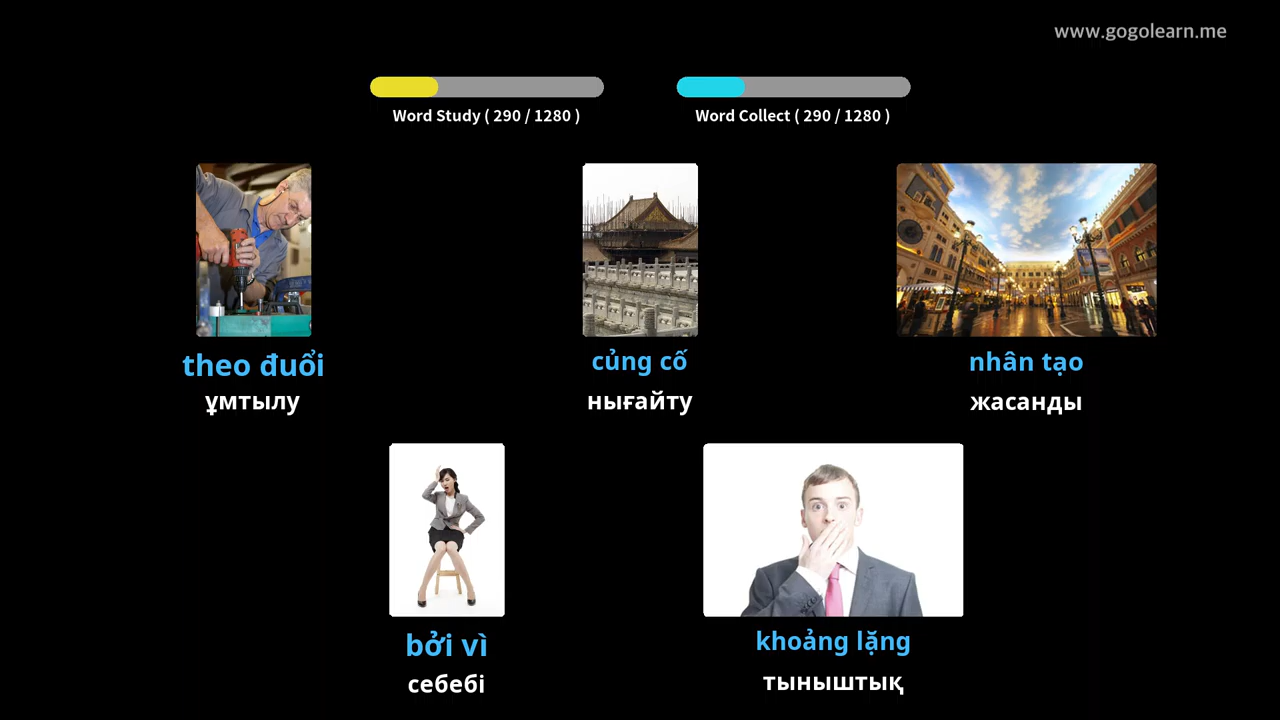 www.gogolearn.me
Word Study ( 290 / 1280 )
Word Collect ( 290 / 1280 )
theo đuổi
ұмтылу
củng cố
нығайту
nhân tạo
жасанды
bởi vì
себебі
khoảng lặng
тыныштық